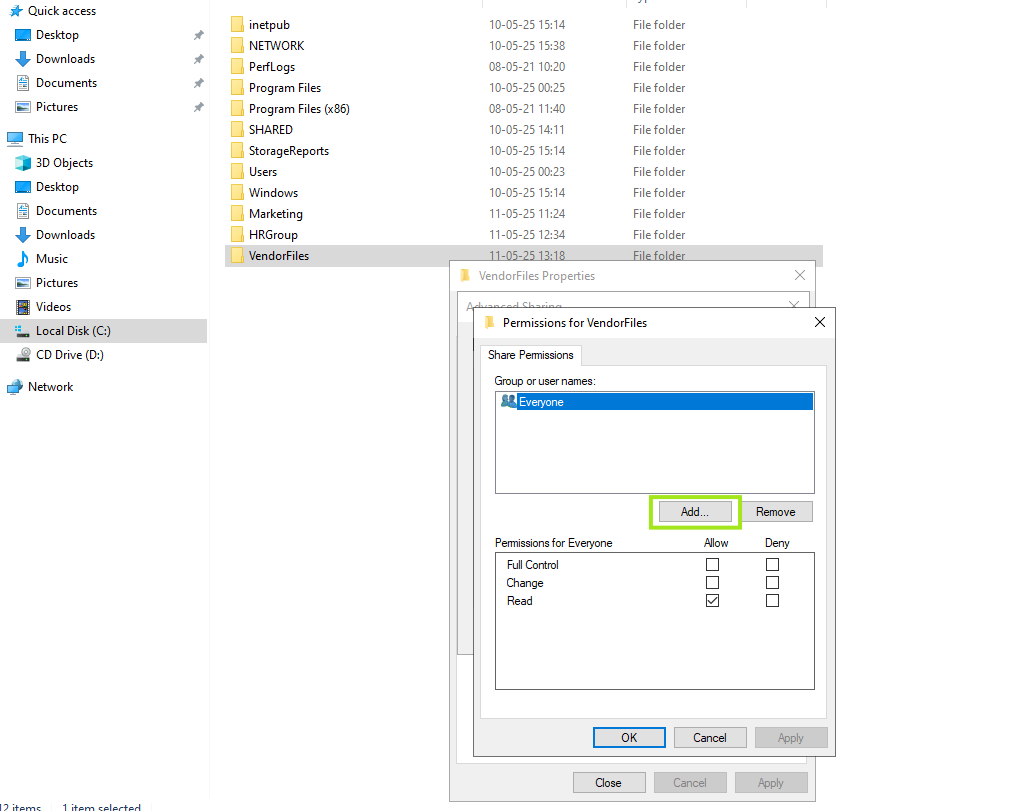 Quick access
Desktop
Downloads
Documents
Pictures
This PC
3D Objects
Desktop
Documents
Downloads
Music
Pictures
Videos
Local Disk (C:)
CD Drive (D:)
Network
inetpub 10-05-25 15:14 File folder
NETWORK 10-05-25 15:38 File folder
PerfLogs 08-05-21 10:20 File folder
Program Files 10-05-25 00:25 File folder
Program Files (x86) 08-05-21 11:40 File folder
SHARED 10-05-25 14:11 File folder
StorageReports 10-05-25 15:14 File folder
Users 10-05-25 00:23 File folder
Windows 10-05-25 15:14 File folder
Marketing 11-05-25 11:24 File folder
HRGroup 11-05-25 12:34 File folder
VendorFiles 11-05-25 13:18 File folder
VendorFiles Properties
Advanced Sharing
Permissions for VendorFiles
Share Permissions
Group or user names:
Everyone
Add... Remove
Permissions for Everyone Allow Deny
Full Control
Change
Read
OK Cancel Apply
Close Cancel Apply
12 items 1 item selected